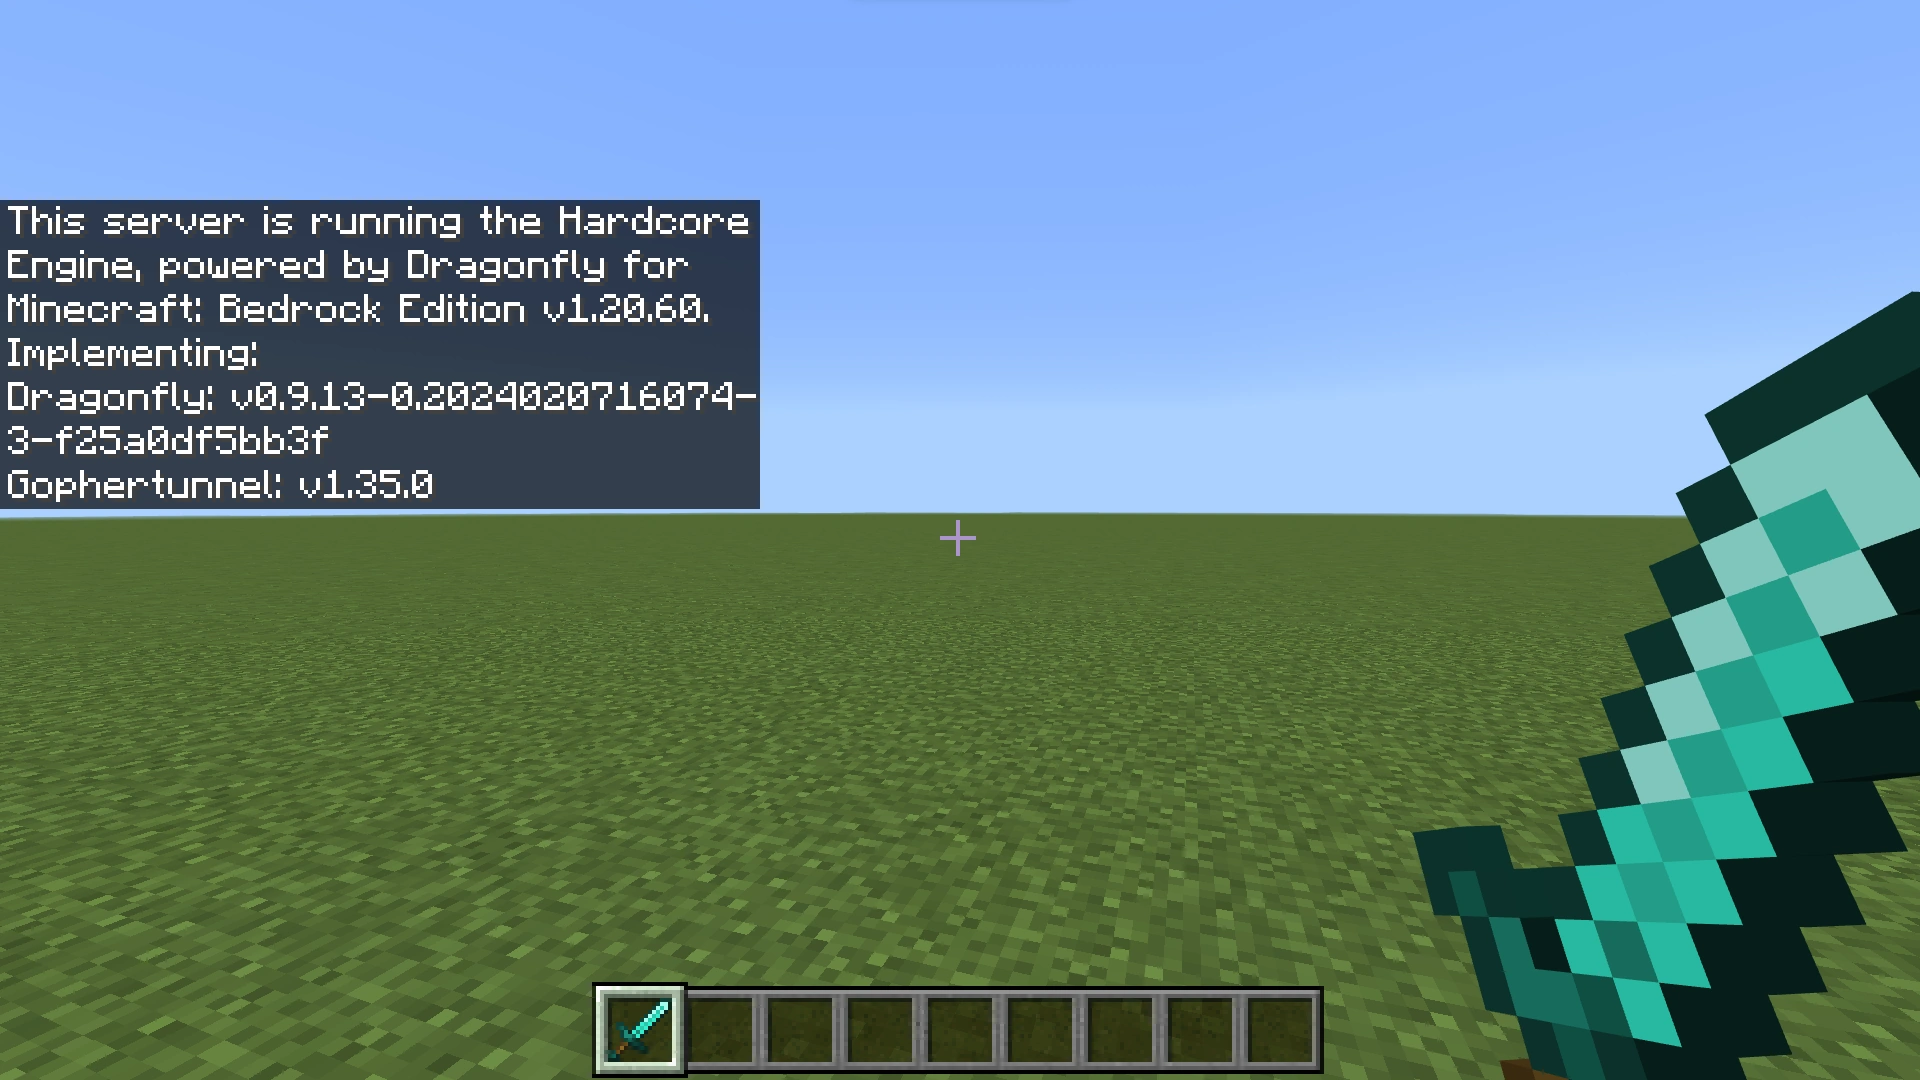 This server is running the Hardcore
Engine, powered by Dragonfly for
Minecraft: Bedrock Edition v1.20.60.
Implementing:
Dragonfly: v0.9.13-0.2024020716074-
3-f25a0df5bb3f
Gophertunnel: v1.35.0